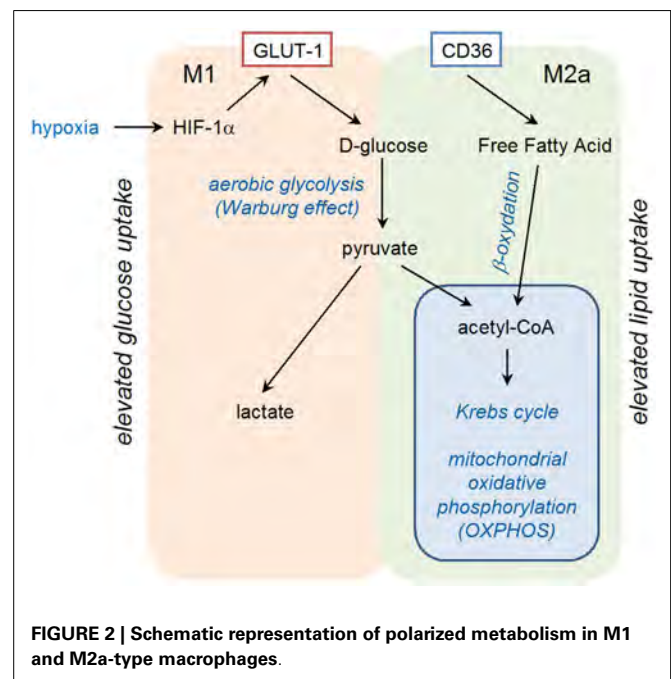 GLUT-1
CD36
M1
M2a
hypoxia
HIF-1α
D-glucose
Free Fatty Acid
aerobic glycolysis
(Warburg effect)
β-oxydation
elevated glucose uptake
elevated lipid uptake
pyruvate
acetyl-CoA
lactate
Krebs cycle
mitochondrial
oxidative
phosphorylation
(OXPHOS)
FIGURE 2 | Schematic representation of polarized metabolism in M1
and M2a-type macrophages.